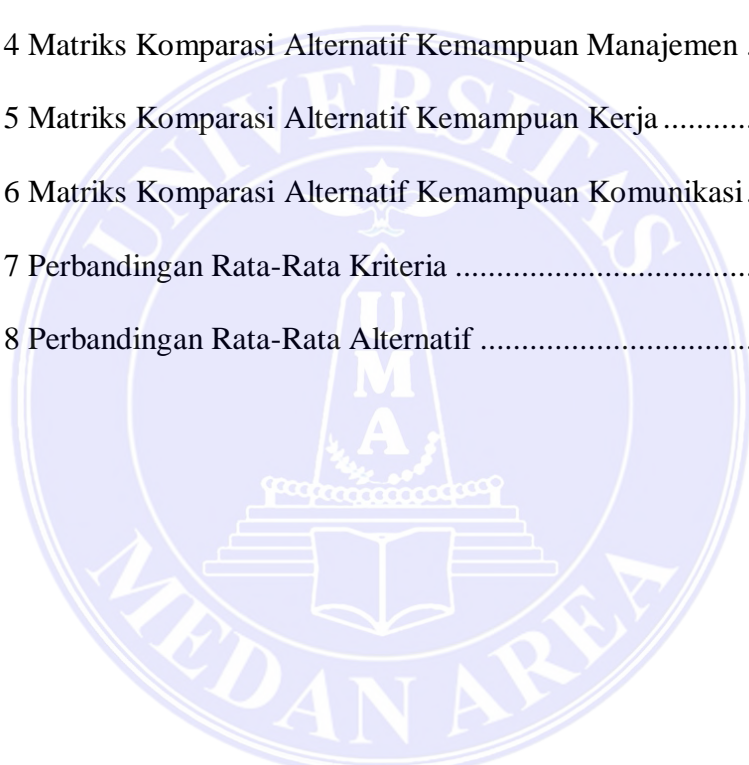 4 Matriks Komparasi Alternatif Kemampuan Manajemen .
5 Matriks Komparasi Alternatif Kemampuan Kerja ...........
6 Matriks Komparasi Alternatif Kemampuan Komunikasi.
7 Perbandingan Rata-Rata Kriteria ....................................
8 Perbandingan Rata-Rata Alternatif .................................
UNIVERSITAS
UMA
MEDAN AREA